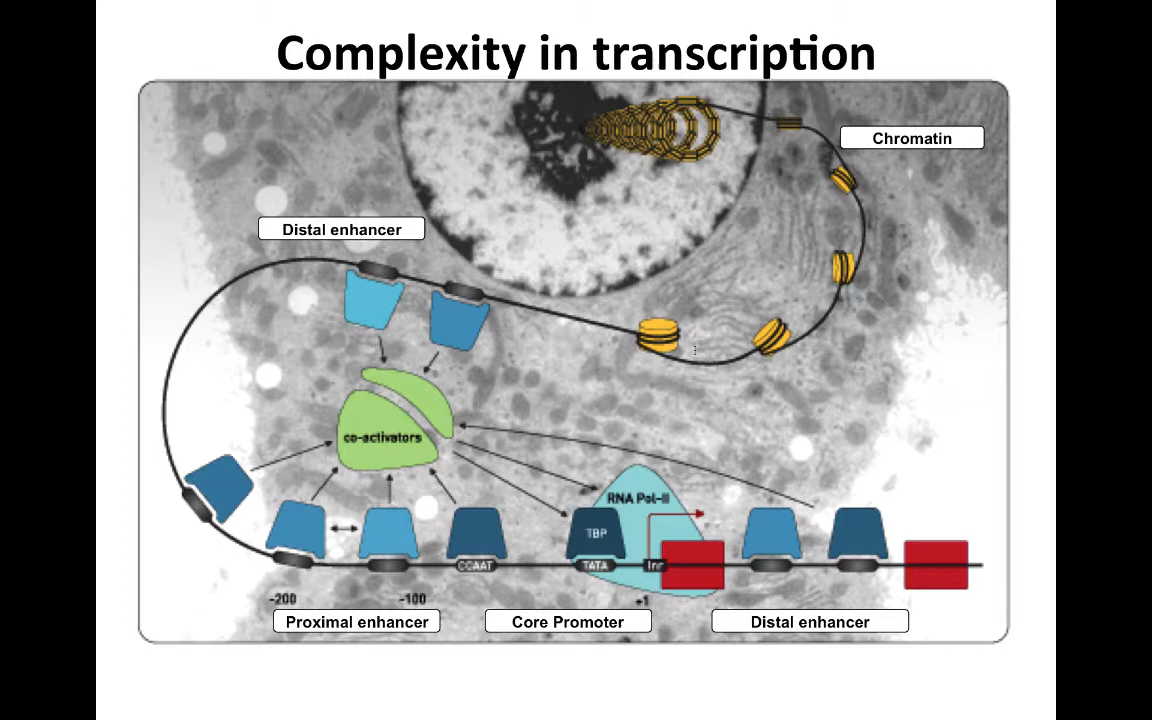 Complexity in transcription
Chromatin
Distal enhancer
co-activators
RNA Pol-II
TBP
CCAAT
TATA
Inr
-200
-100
+1
Proximal enhancer
Core Promoter
Distal enhancer